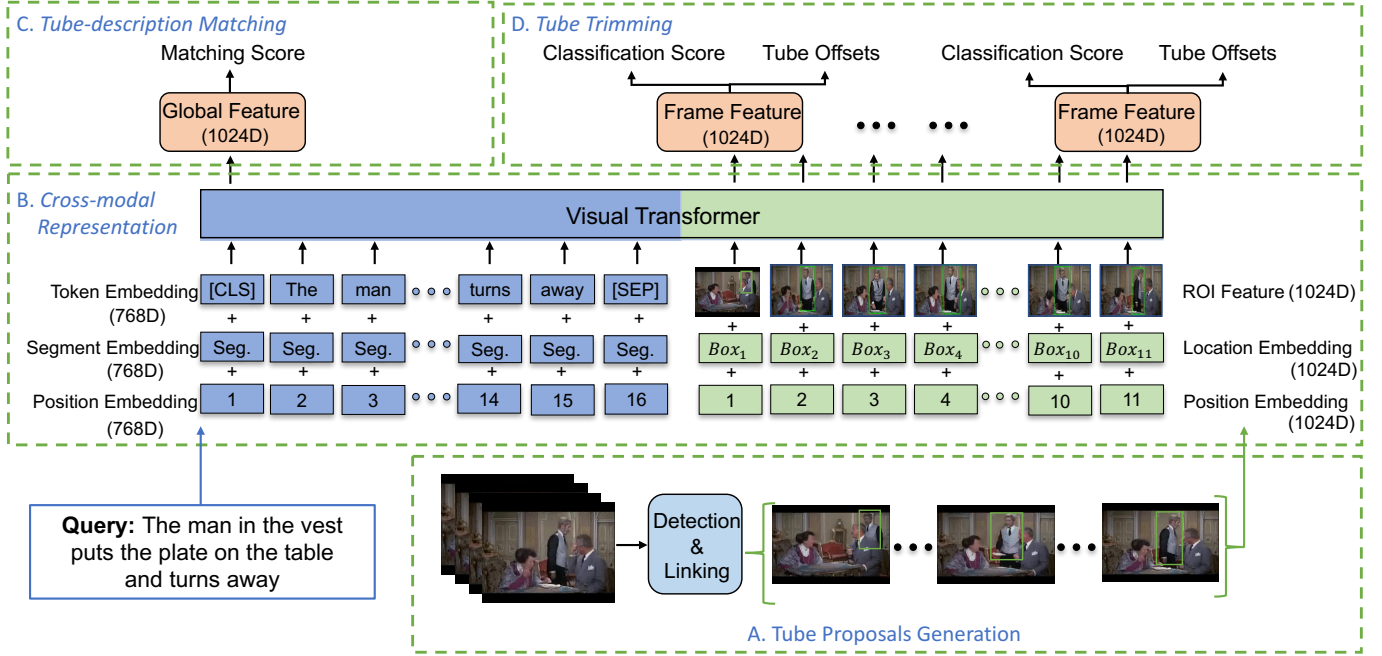 C. Tube-description Matching
Matching Score
Global Feature
(1024D)
D. Tube Trimming
Classification Score
Tube Offsets
Classification Score
Tube Offsets
Frame Feature
(1024D)
Frame Feature
(1024D)
B. Cross-modal
Representation
Visual Transformer
Token Embedding
(768D)
[CLS] The man turns away [SEP]
+ + + + + +
Segment Embedding
(768D)
Seg. Seg. Seg. Seg. Seg. Seg.
+ + + + + +
Position Embedding
(768D)
1 2 3 14 15 16
ROI Feature (1024D)
+ + + + + +
Box1 Box2 Box3 Box4 Box10 Box11
Location Embedding
(1024D)
+ + + + + +
1 2 3 4 10 11
Position Embedding
(1024D)
Query: The man in the vest
puts the plate on the table
and turns away
Detection
&
Linking
A. Tube Proposals Generation